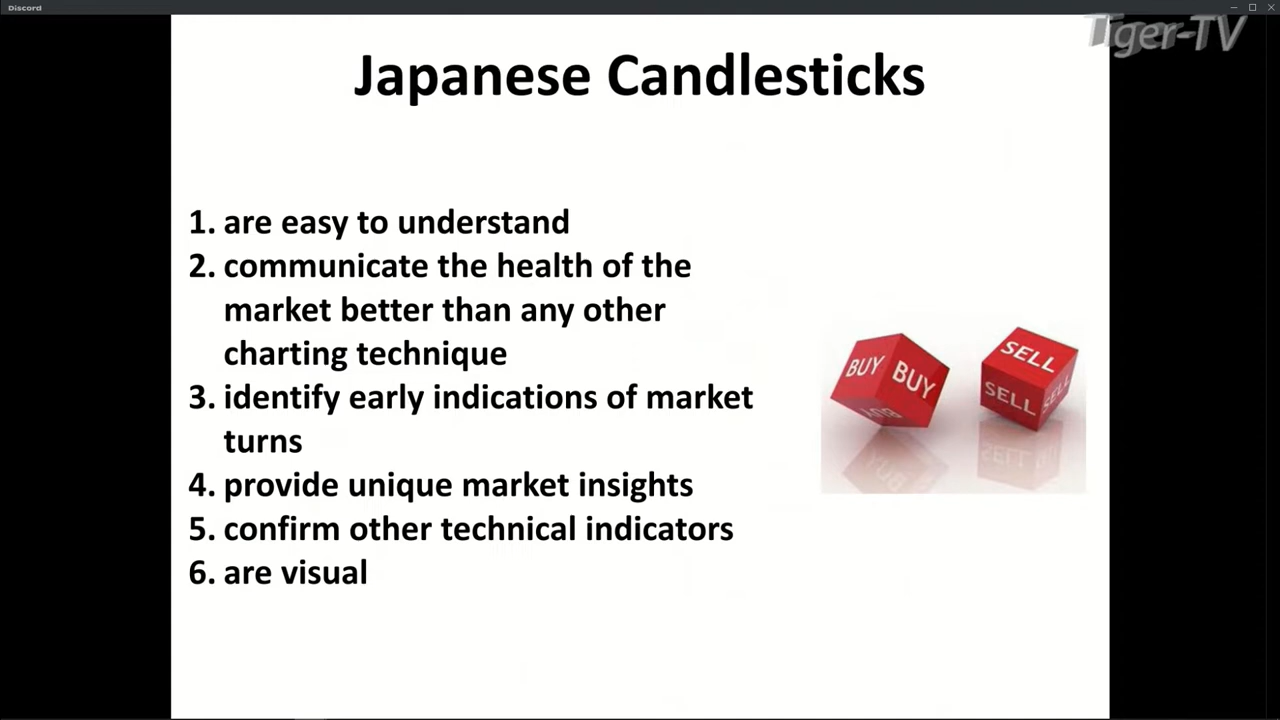 Discord
Tiger-TV
Japanese Candlesticks
1. are easy to understand
2. communicate the health of the
market better than any other
charting technique
3. identify early indications of market
turns
4. provide unique market insights
5. confirm other technical indicators
6. are visual
BUY BUY
BUY
SELL
SELL SELL